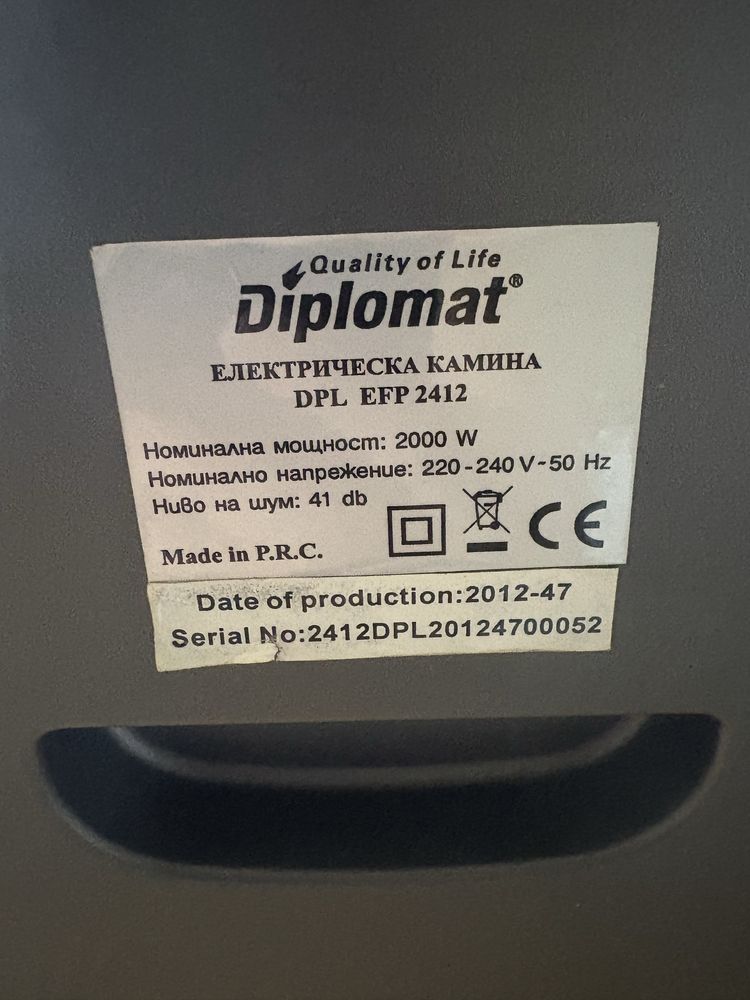 Quality of Life
Diplomat®
ЕЛЕКТРИЧЕСКА КАМИНА
DPL EFP 2412
Номинална мощност: 2000 W
Номинално напрежение: 220-240 V~50 Hz
Ниво на шум: 41 db
Made in P.R.C.
CE
Date of production:2012-47
Serial No:2412DPL20124700052